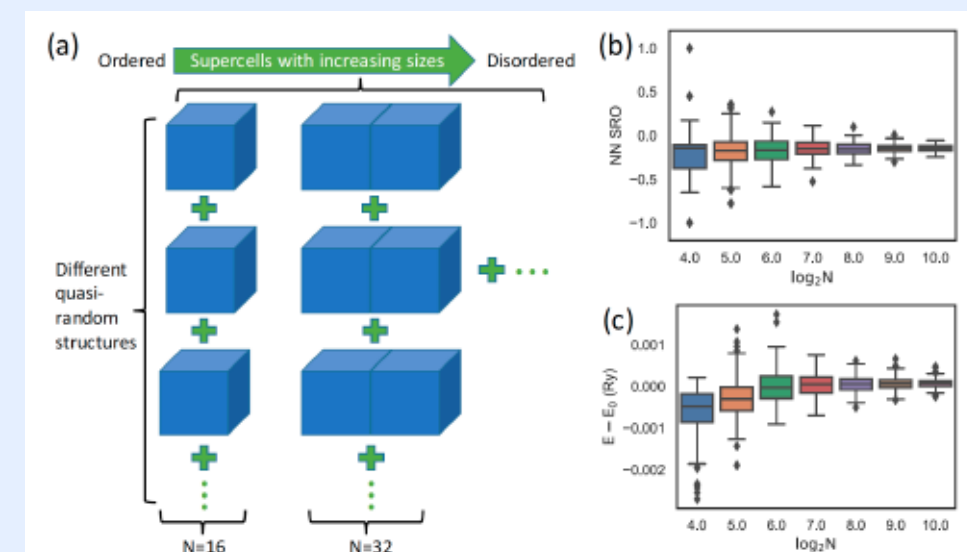 (a)
Ordered
Supercells with increasing sizes
Disordered
Different
quasi-
random
structures
N=16
N=32
(b)
NN SRO
1.0
0.5
0.0
−0.5
−1.0
4.0 5.0 6.0 7.0 8.0 9.0 10.0
log₂N
(c)
E − E₀ (Ry)
0.001
0.000
−0.001
−0.002
4.0 5.0 6.0 7.0 8.0 9.0 10.0
log₂N